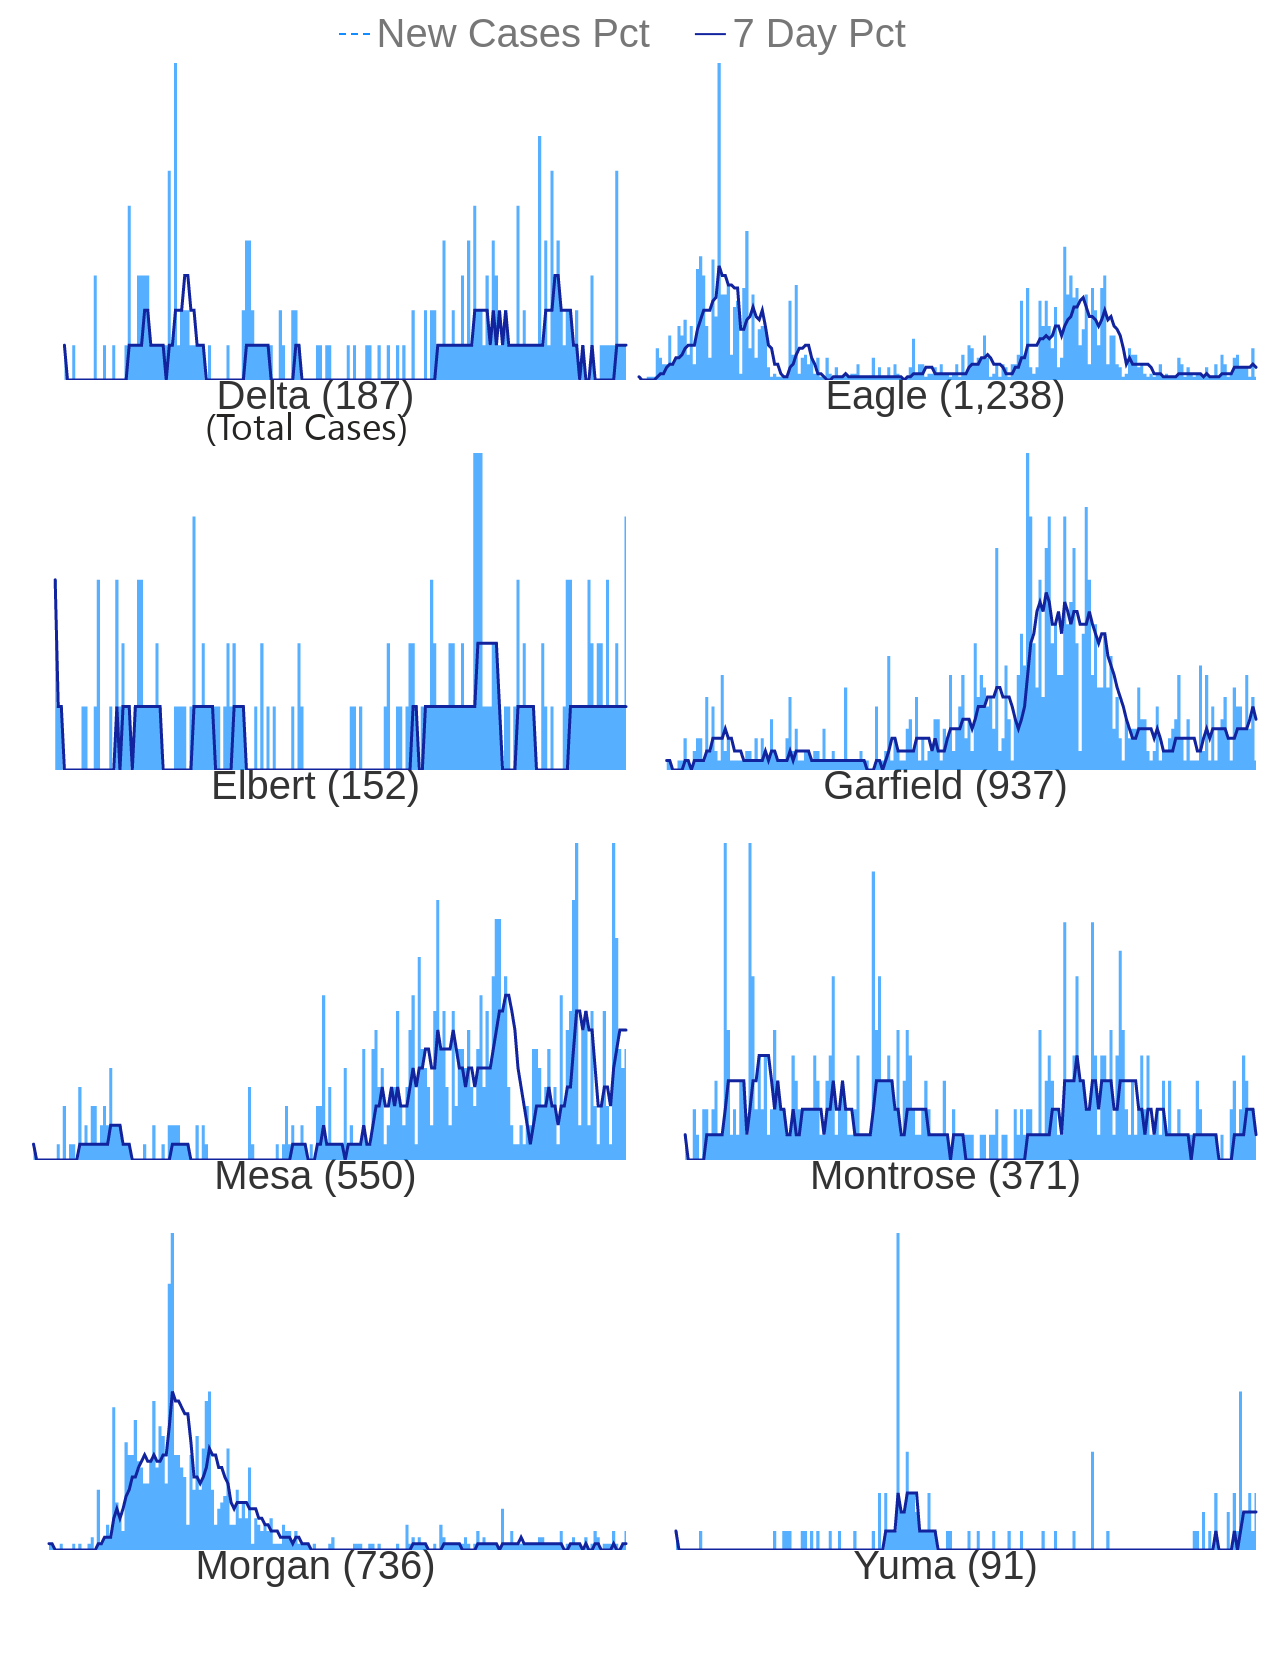 New Cases Pct 7 Day Pct
Delta (187) Eagle (1,238)
(Total Cases)
Elbert (152) Garfield (937)
Mesa (550) Montrose (371)
Morgan (736) Yuma (91)